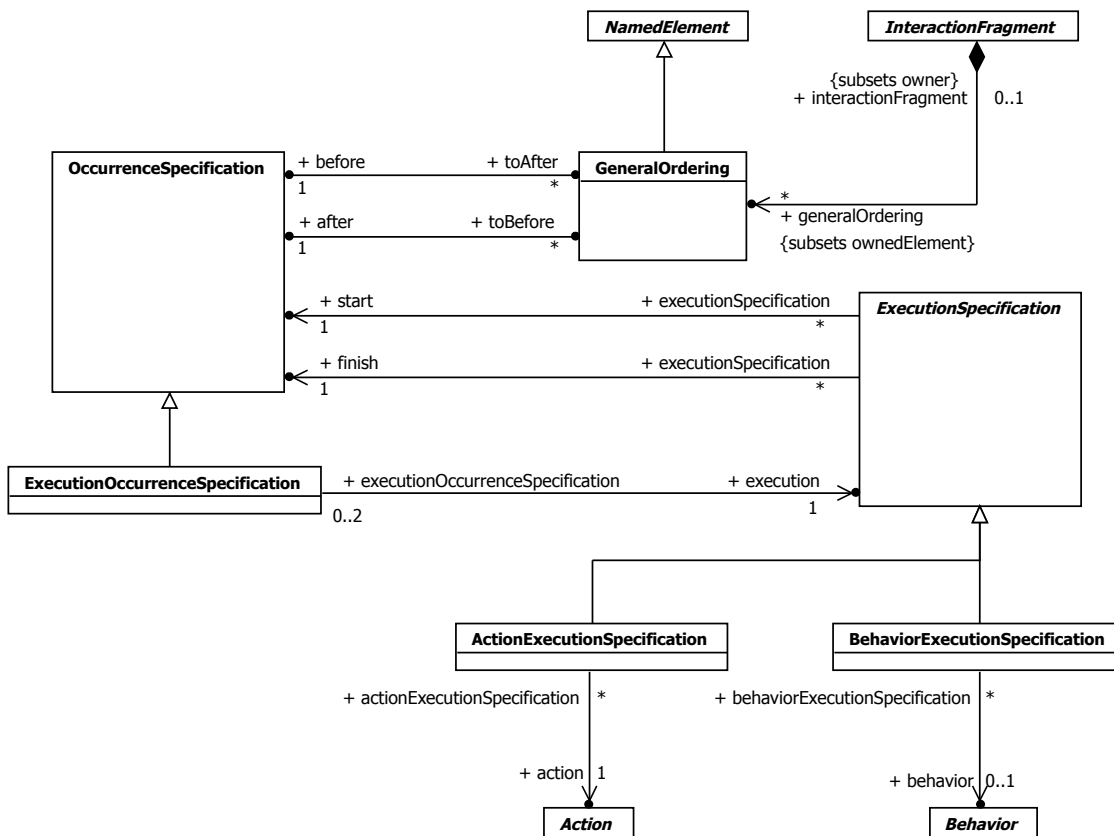 NamedElement
InteractionFragment
{subsets owner}
+ interactionFragment
0..1
OccurrenceSpecification
+ before
1
+ toAfter
*
GeneralOrdering
*
+ generalOrdering
{subsets ownedElement}
+ after
1
+ toBefore
*
+ start
1
+ executionSpecification
*
ExecutionSpecification
+ finish
1
+ executionSpecification
*
ExecutionOccurrenceSpecification
+ executionOccurrenceSpecification
0..2
+ execution
1
ActionExecutionSpecification
BehaviorExecutionSpecification
+ actionExecutionSpecification
*
+ behaviorExecutionSpecification
*
+ action
1
+ behavior
0..1
Action
Behavior